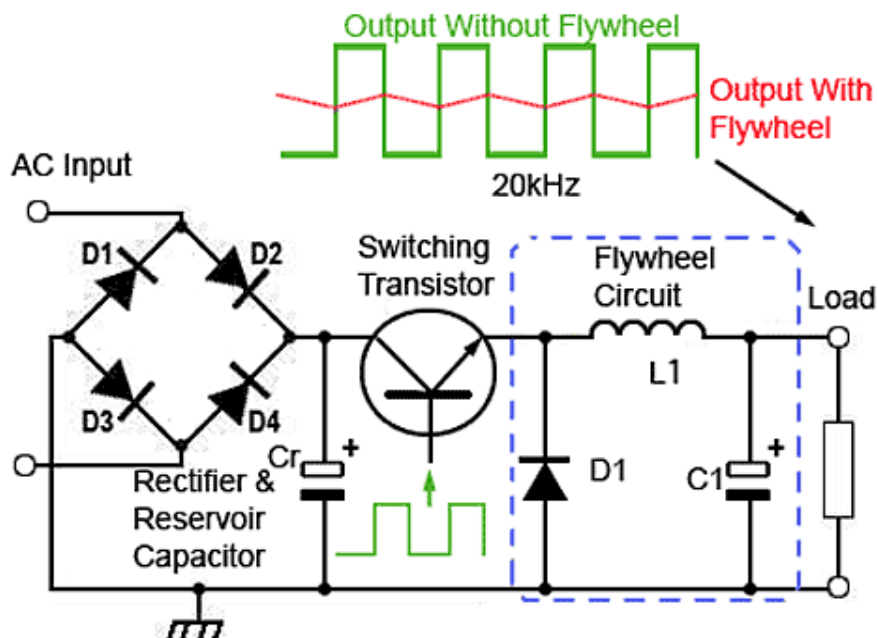 Output Without Flywheel
Output With
Flywheel
20kHz
AC Input
D1
D2
D3
D4
Switching
Transistor
Flywheel
Circuit
Load
L1
Cr
+
D1
C1
+
Rectifier &
Reservoir
Capacitor